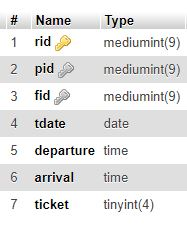 # Name Type
1 rid mediumint(9)
2 pid mediumint(9)
3 fid mediumint(9)
4 tdate date
5 departure time
6 arrival time
7 ticket tinyint(4)